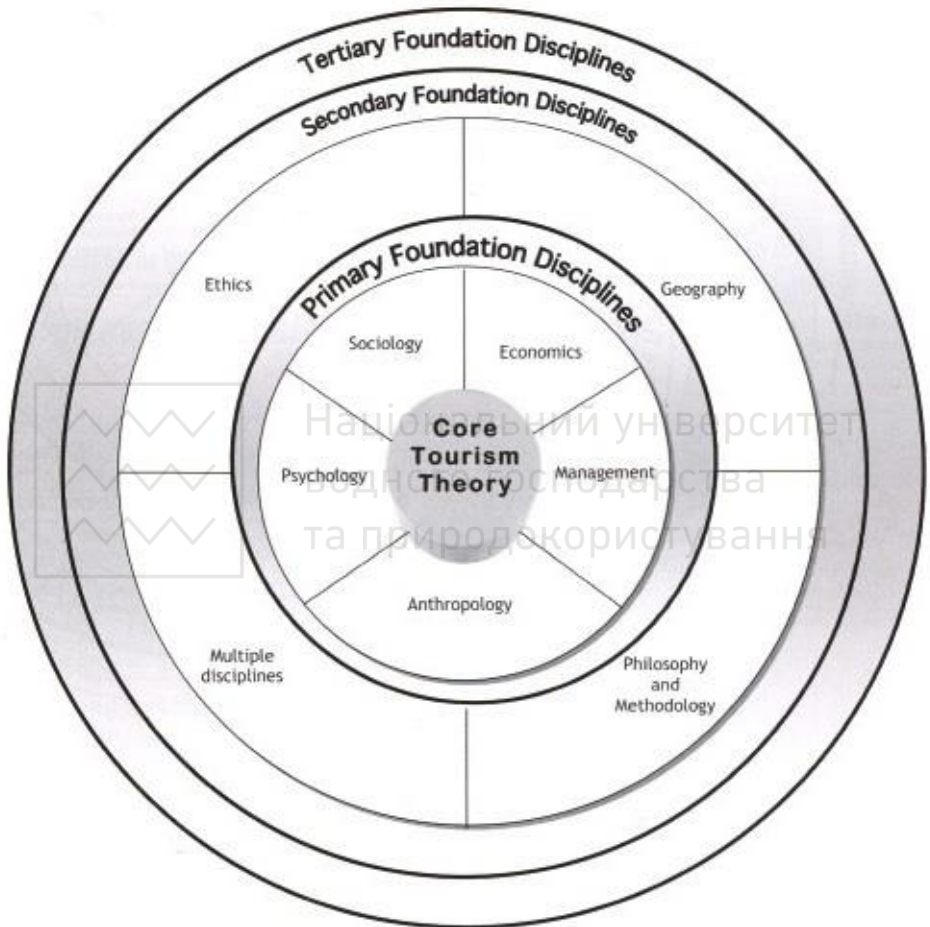 Tertiary Foundation Disciplines
Secondary Foundation Disciplines
Primary Foundation Disciplines
Ethics
Geography
Sociology
Economics
Core
Tourism
Theory
Psychology
Management
Anthropology
Multiple
disciplines
Philosophy
and
Methodology
Національний університет
водного господарства
та природокористування